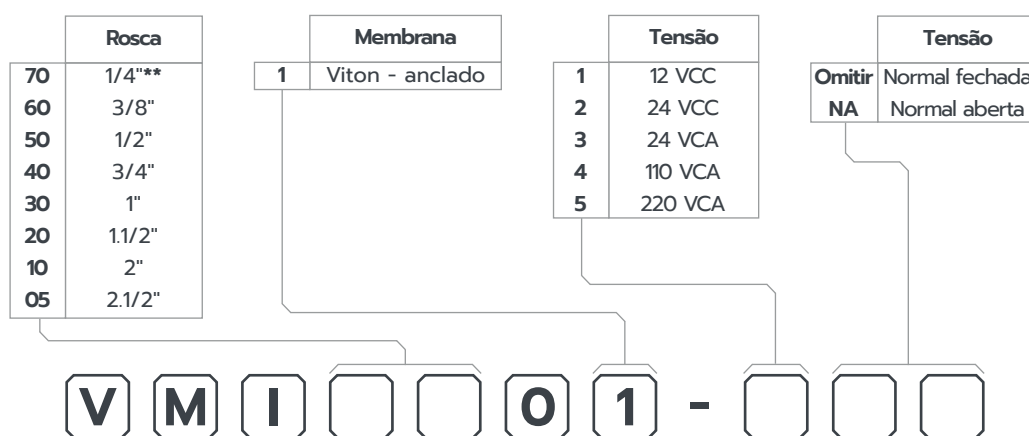 Rosca
70 1/4"**
60 3/8"
50 1/2"
40 3/4"
30 1"
20 1.1/2"
10 2"
05 2.1/2"
Membrana
1 Viton - anclado
Tensão
1 12 VCC
2 24 VCC
3 24 VCA
4 110 VCA
5 220 VCA
Tensão
Omitir Normal fechada
NA Normal aberta
V M I 0 1 -